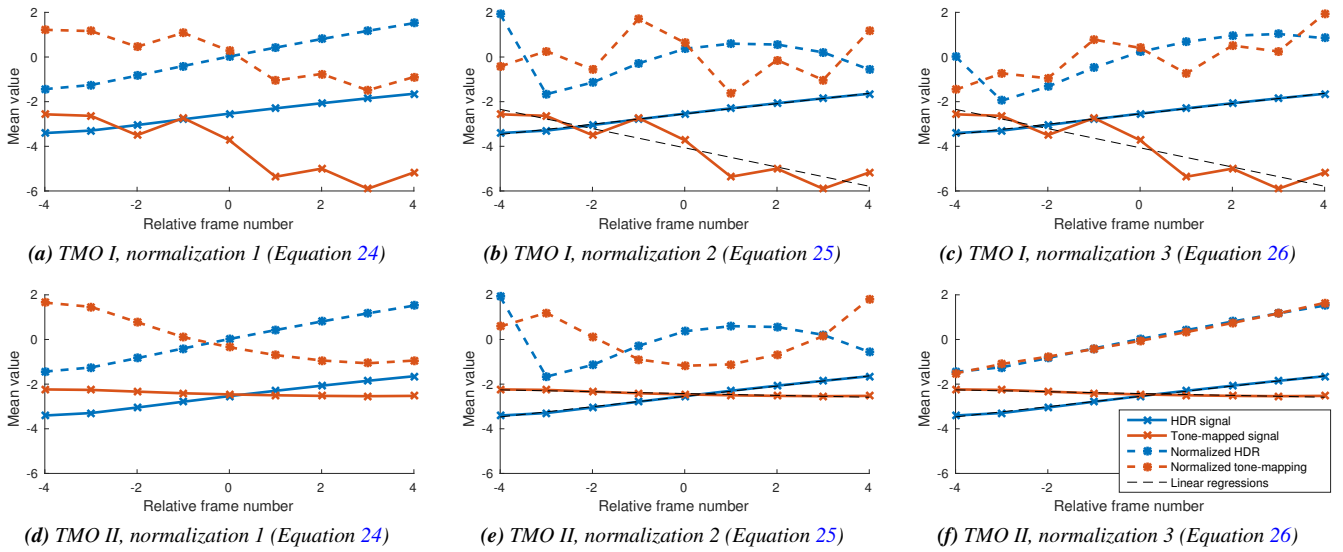 2
0
-2
-4
-6
Mean value
-4
-2
0
2
4
Relative frame number
(a) TMO I, normalization 1 (Equation 24)
2
0
-2
-4
-6
Mean value
-4
-2
0
2
4
Relative frame number
(b) TMO I, normalization 2 (Equation 25)
2
0
-2
-4
-6
Mean value
-4
-2
0
2
4
Relative frame number
(c) TMO I, normalization 3 (Equation 26)
2
0
-2
-4
-6
Mean value
-4
-2
0
2
4
Relative frame number
(d) TMO II, normalization 1 (Equation 24)
2
0
-2
-4
-6
Mean value
-4
-2
0
2
4
Relative frame number
(e) TMO II, normalization 2 (Equation 25)
2
0
-2
-4
-6
Mean value
-4
-2
0
2
4
Relative frame number
HDR signal
Tone-mapped signal
Normalized HDR
Normalized tone-mapping
Linear regressions
(f) TMO II, normalization 3 (Equation 26)